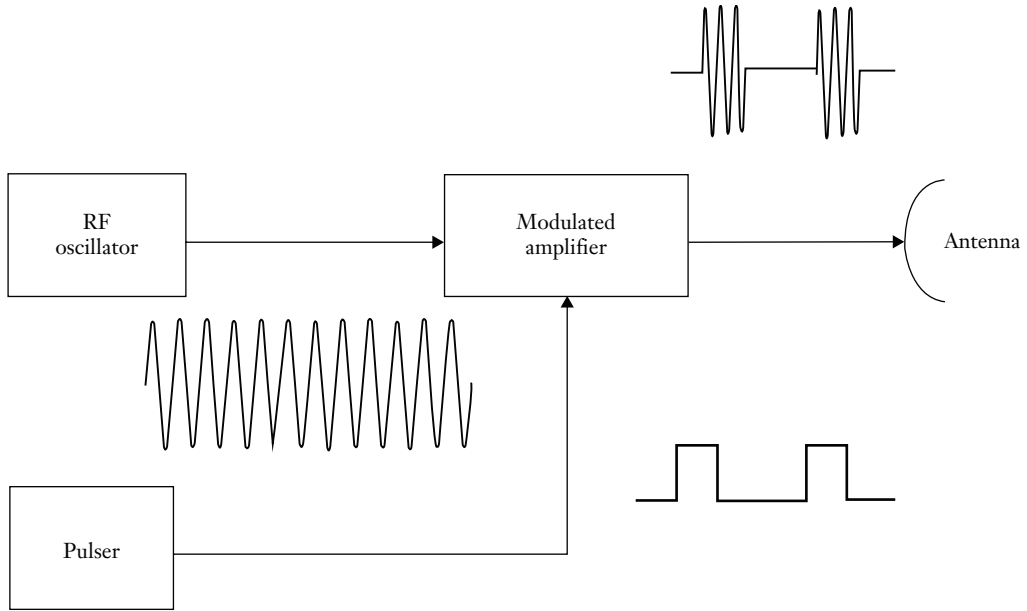 RF
oscillator
Modulated
amplifier
Antenna
Pulser